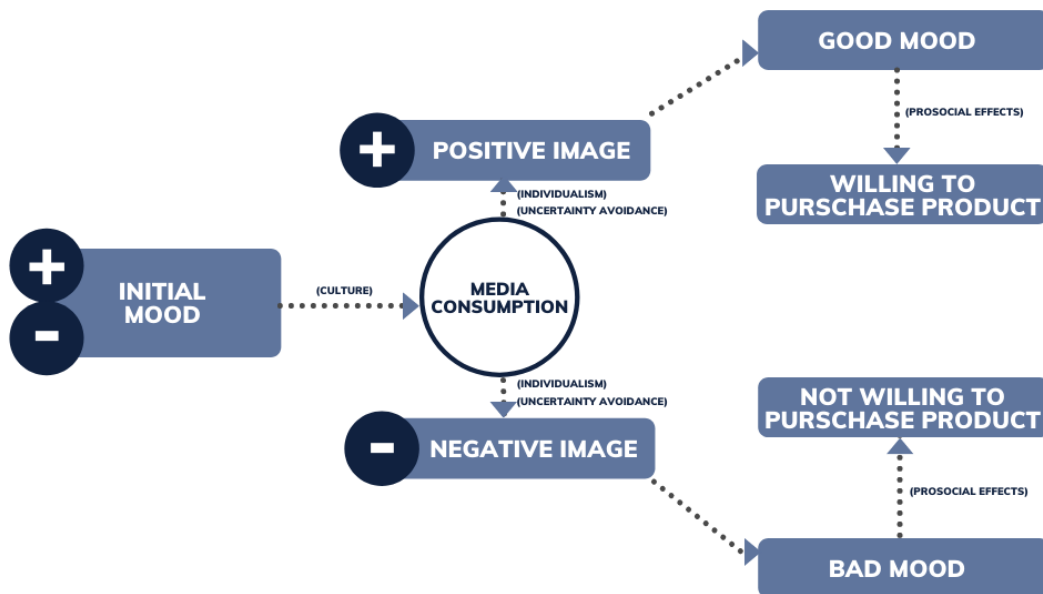 GOOD MOOD
(PROSOCIAL EFFECTS)
+
POSITIVE IMAGE
WILLING TO
PURSCHASE PRODUCT
(INDIVIDUALISM)
(UNCERTAINTY AVOIDANCE)
+
-
INITIAL
MOOD
(CULTURE)
MEDIA
CONSUMPTION
(INDIVIDUALISM)
(UNCERTAINTY AVOIDANCE)
NOT WILLING TO
PURSCHASE PRODUCT
-
NEGATIVE IMAGE
(PROSOCIAL EFFECTS)
BAD MOOD